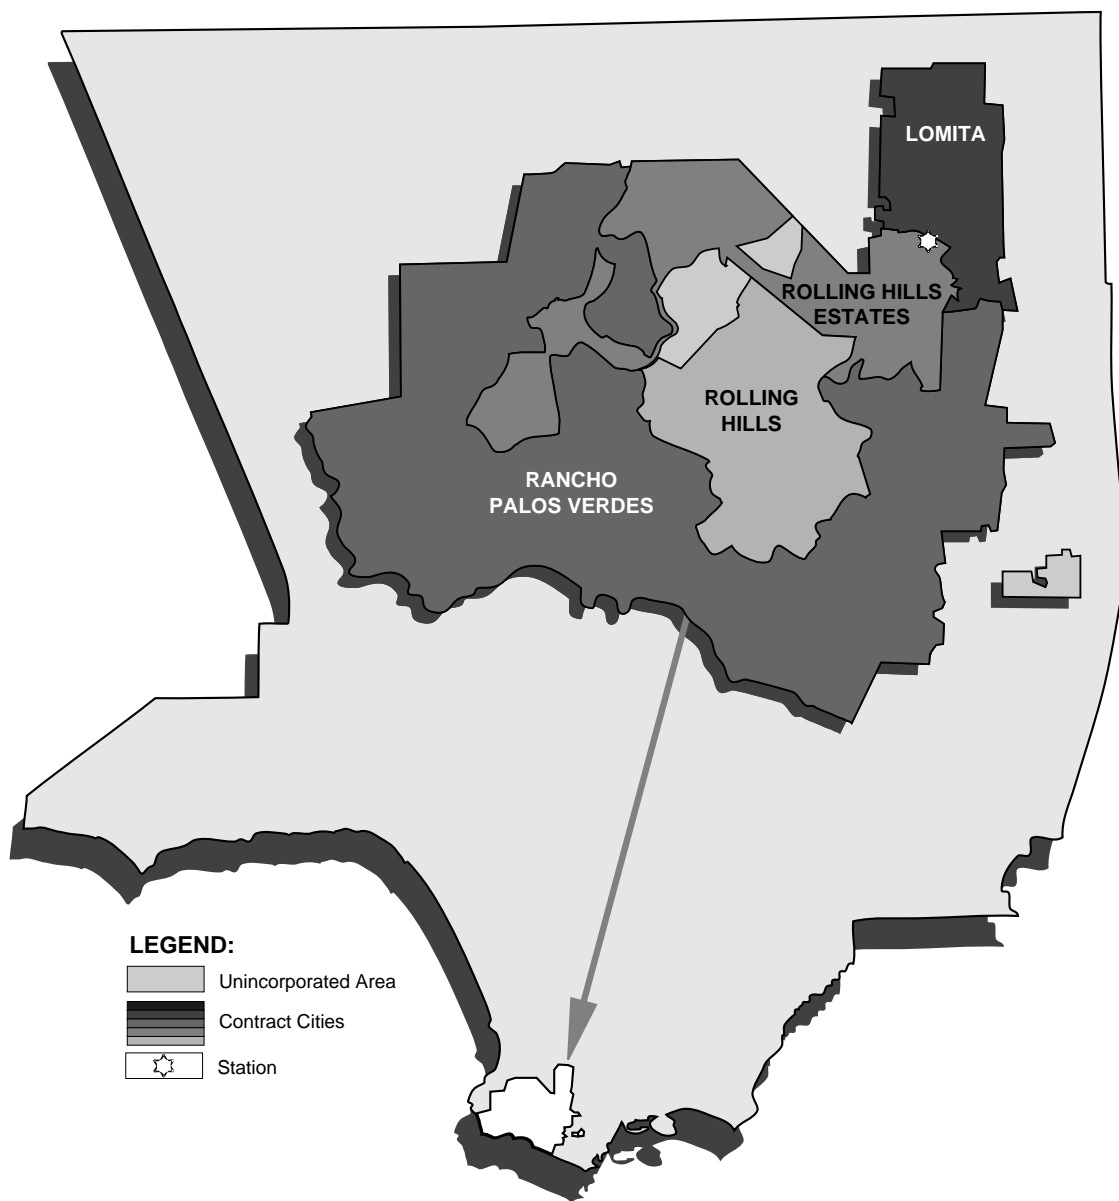 LOMITA
ROLLING HILLS
ESTATES
ROLLING
HILLS
RANCHO
PALOS VERDES
LEGEND:
Unincorporated Area
Contract Cities
Station